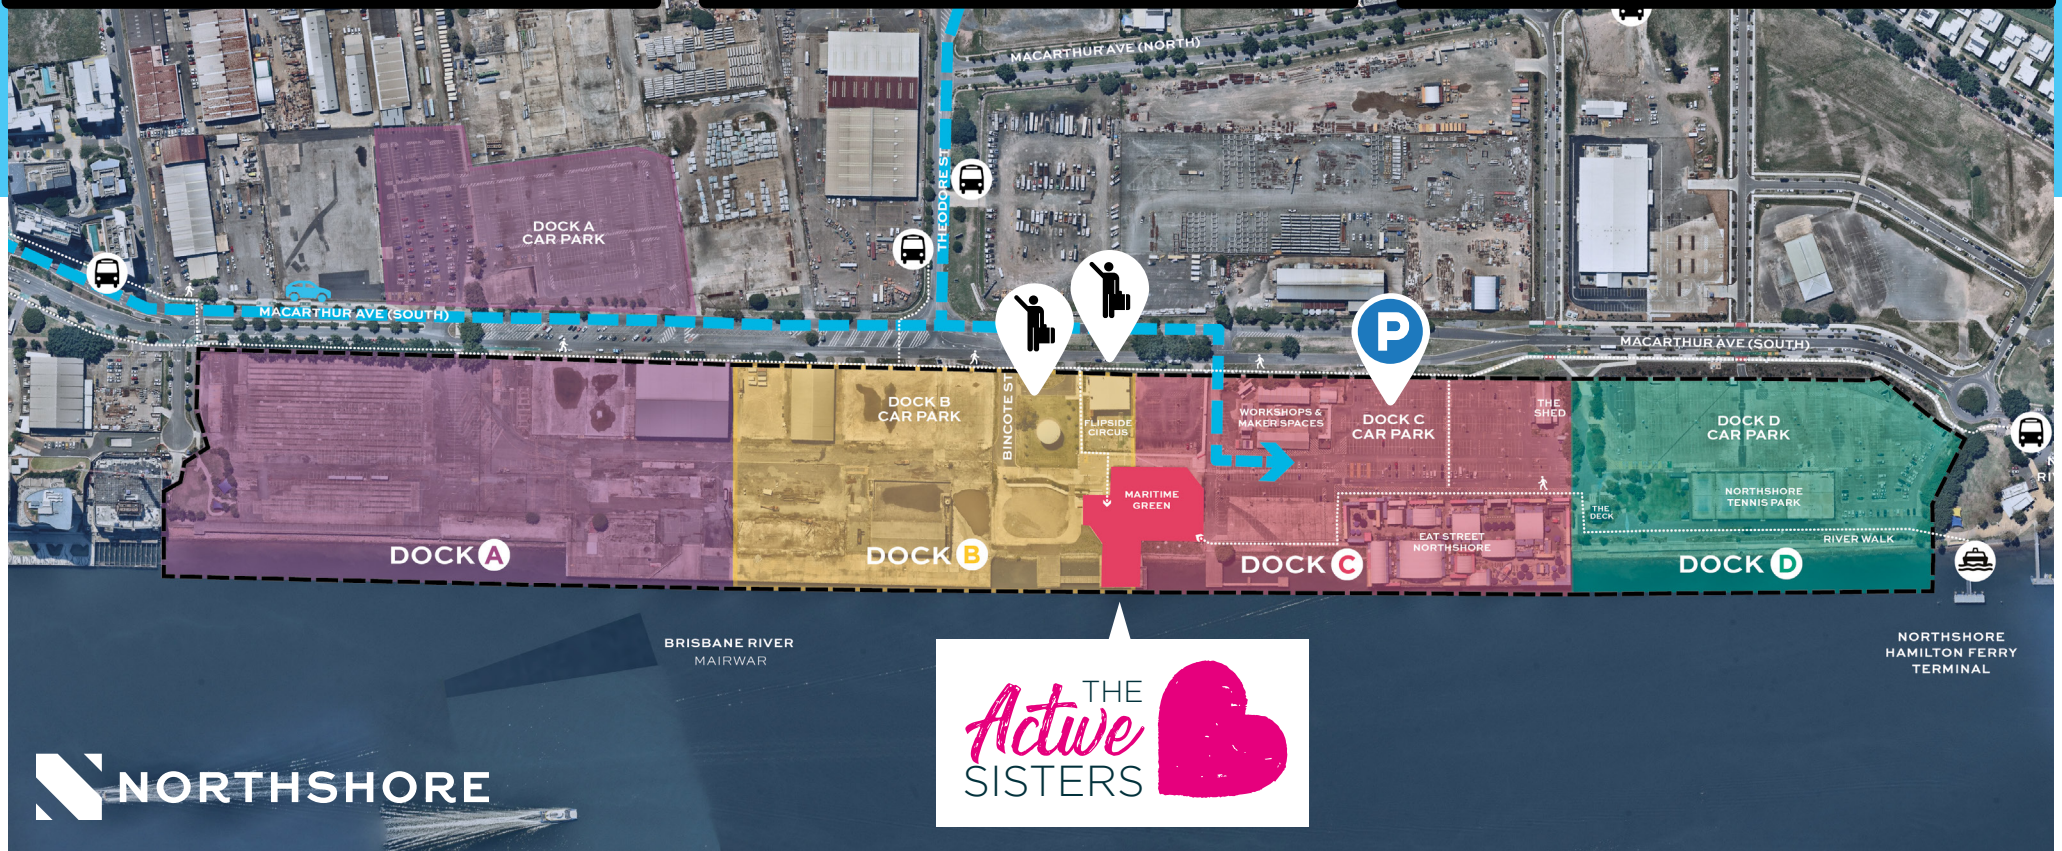 MACARTHUR AVE (NORTH)
THEODORE ST
DOCK A
CAR PARK
MACARTHUR AVE (SOUTH)
P
MACARTHUR AVE (SOUTH)
BINCOTE ST
DOCK B
CAR PARK
FLIPSIDE
CIRCUS
WORKSHOPS &
MAKER SPACES
DOCK C
CAR PARK
THE
SHED
DOCK D
CAR PARK
MARITIME
GREEN
NORTHSHORE
TENNIS PARK
THE
DECK
EAT STREET
NORTHSHORE
RIVER WALK
DOCK A
DOCK B
DOCK C
DOCK D
BRISBANE RIVER
MAIRWAR
NORTHSHORE
HAMILTON FERRY
TERMINAL
THE
Active
SISTERS
NORTHSHORE